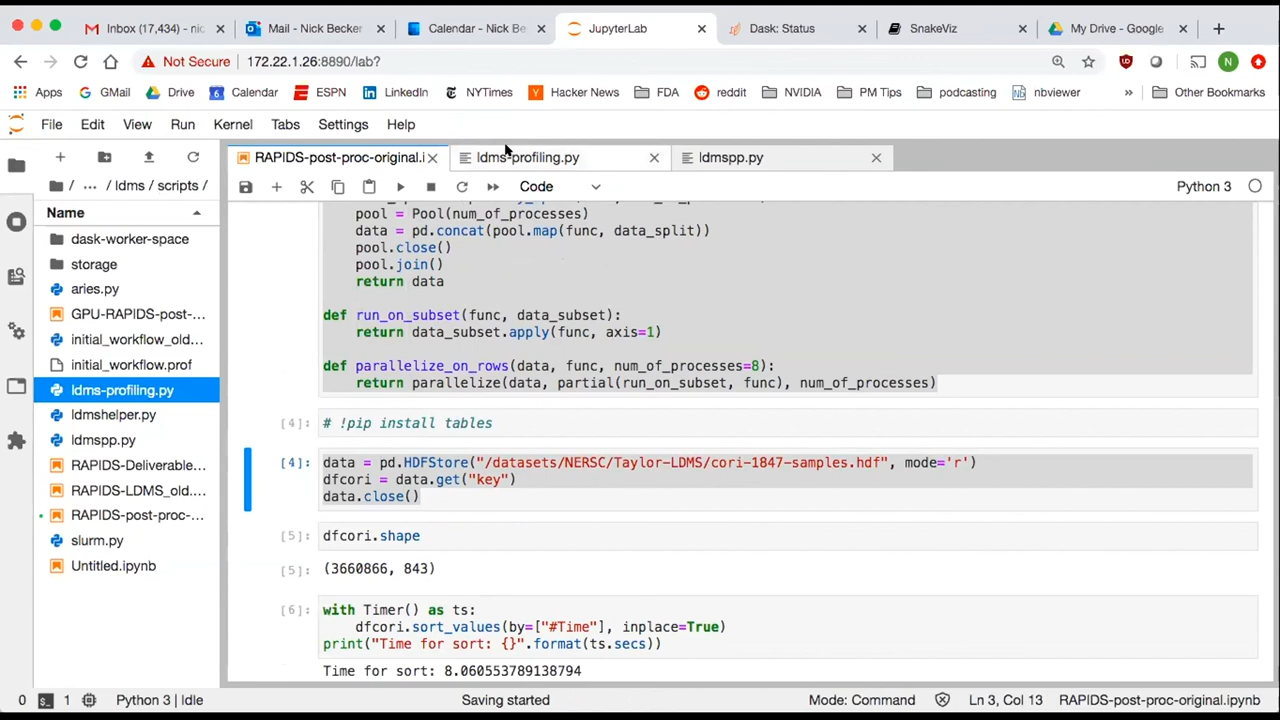 Inbox (17,434) - nic
Mail - Nick Becker
Calendar - Nick Be
JupyterLab
Dask: Status
SnakeViz
My Drive - Google
Not Secure
172.22.1.26:8890/lab?
N
Apps
GMail
Drive
Calendar
ESPN
LinkedIn
NYTimes
Hacker News
FDA
reddit
NVIDIA
PM Tips
podcasting
nbviewer
»
Other Bookmarks
File Edit View Run Kernel Tabs Settings Help
RAPIDS-post-proc-original.i
ldms-profiling.py
ldmspp.py
/ ... / ldms / scripts /
Code
Python 3
Name
dask-worker-space
storage
aries.py
GPU-RAPIDS-post-...
initial_workflow_old...
initial_workflow.prof
ldms-profiling.py
ldmshelper.py
ldmspp.py
RAPIDS-Deliverable...
RAPIDS-LDMS_old...
RAPIDS-post-proc-...
slurm.py
Untitled.ipynb
pool = Pool(num_of_processes)
data = pd.concat(pool.map(func, data_split))
pool.close()
pool.join()
return data
def run_on_subset(func, data_subset):
return data_subset.apply(func, axis=1)
def parallelize_on_rows(data, func, num_of_processes=8):
return parallelize(data, partial(run_on_subset, func), num_of_processes)
[4]: # !pip install tables
[4]: data = pd.HDFStore("/datasets/NERSC/Taylor-LDMS/cori-1847-samples.hdf", mode='r')
dfcori = data.get("key")
data.close()
[5]: dfcori.shape
[5]: (3660866, 843)
[6]: with Timer() as ts:
dfcori.sort_values(by=["#Time"], inplace=True)
print("Time for sort: {}".format(ts.secs))
Time for sort: 8.060553789138794
0
1
Python 3 | Idle
Saving started
Mode: Command
Ln 3, Col 13
RAPIDS-post-proc-original.ipynb